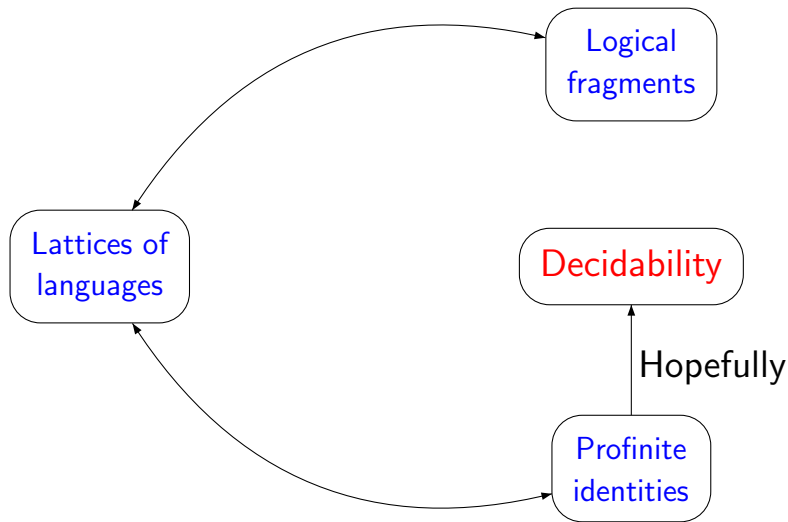 Logical
fragments
Lattices of
languages
Decidability
Hopefully
Profinite
identities